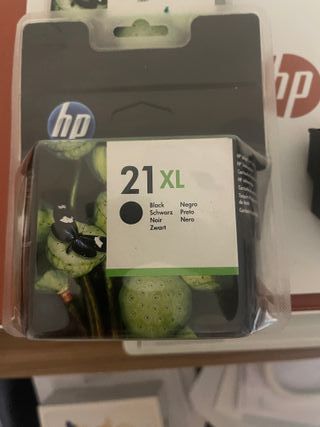 hp
hp
21 XL
Black Negro
Schwarz Preto
Noir Nero
Zwart